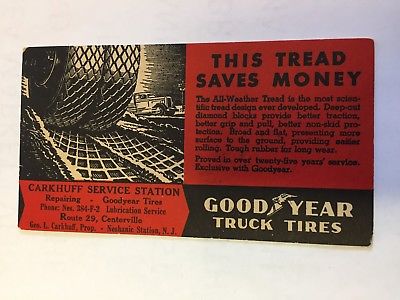 THIS TREAD
SAVES MONEY
The All-Weather Tread is the most scien-
tific tread design ever developed. Deep-cut
diamond blocks provide better traction,
better grip and pull, better non-skid pro-
tection. Broad and flat, presenting more
surface to the ground, providing easier
rolling. Tough rubber for long wear.
Proved in over twenty-five years' service.
Exclusive with Goodyear.
CARKHUFF SERVICE STATION
Repairing - Goodyear Tires
Phone: Nes. 284-F-2 Lubrication Service
Route 29, Centerville
Geo. L. Carkhuff, Prop. - Neshanic Station, N. J.
GOOD YEAR
TRUCK TIRES